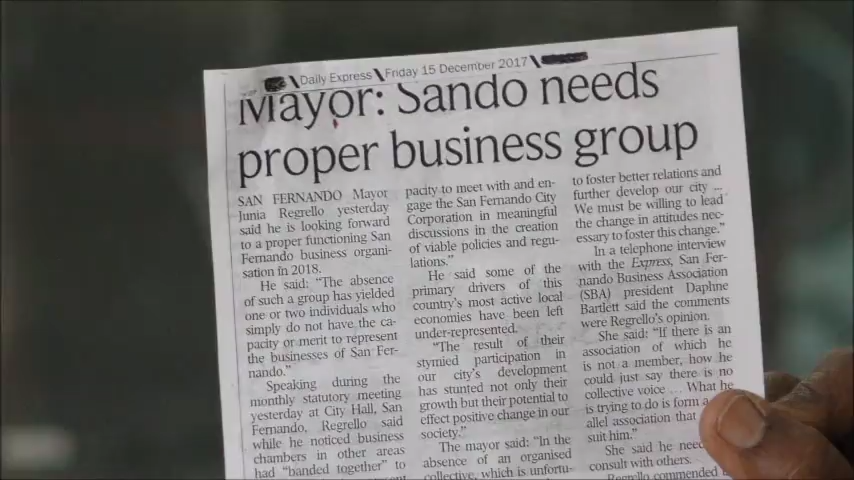 Daily Express\Friday 15 December 2017\
Mayor: Sando needs
proper business group
SAN FERNANDO Mayor
Junia Regrello yesterday
said he is looking forward
to a proper functioning San
Fernando business organi-
sation in 2018.
He said: "The absence
of such a group has yielded
one or two individuals who
simply do not have the ca-
pacity or merit to represent
the businesses of San Fer-
nando."
Speaking during the
monthly statutory meeting
yesterday at City Hall, San
Fernando, Regrello said
while he noticed business
chambers in other areas
had "banded together" to
pacity to meet with and en-
gage the San Fernando City
Corporation in meaningful
discussions in the creation
of viable policies and regu-
lations."
He said some of the
primary drivers of this
country's most active local
economies have been left
under-represented.
"The result of their
stymied participation in
our city's development
has stunted not only their
growth but their potential to
effect positive change in our
society."
The mayor said: "In the
absence of an organised
collective, which is unfortu-
to foster better relations and
further develop our city ...
We must be willing to lead
the change in attitudes nec-
essary to foster this change."
In a telephone interview
with the Express, San Fer-
nando Business Association
(SBA) president Daphne
Bartlett said the comments
were Regrello's opinion.
She said: "If there is an
association of which he
is not a member, how he
could just say there is no
collective voice ... What he
is trying to do is form a
allel association that
suit him."
She said he need
consult with others.
Regrello commended